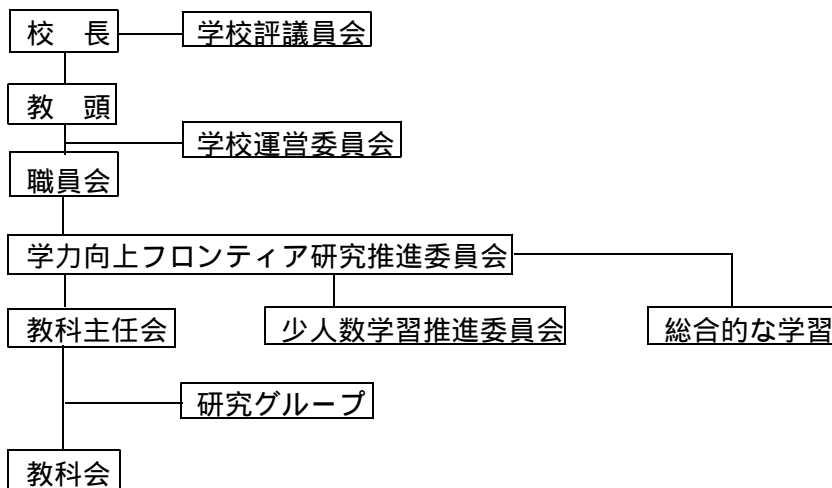 校　長
学校評議員会
教　頭
学校運営委員会
職員会
学力向上フロンティア研究推進委員会
教科主任会
少人数学習推進委員会
総合的な学習
研究グループ
教科会